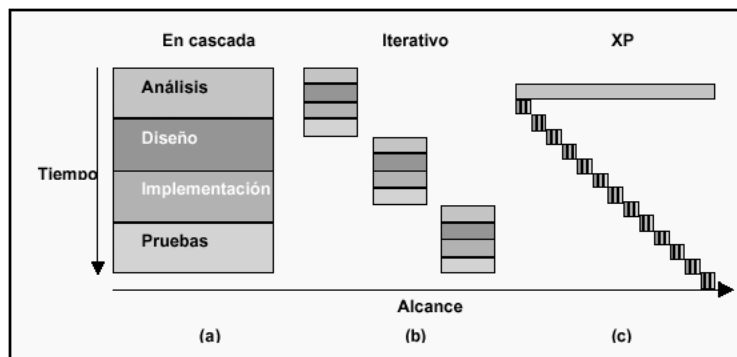 En cascada
Iterativo
XP
Análisis
Diseño
Tiempo
Implementación
Pruebas
Alcance
(a)
(b)
(c)